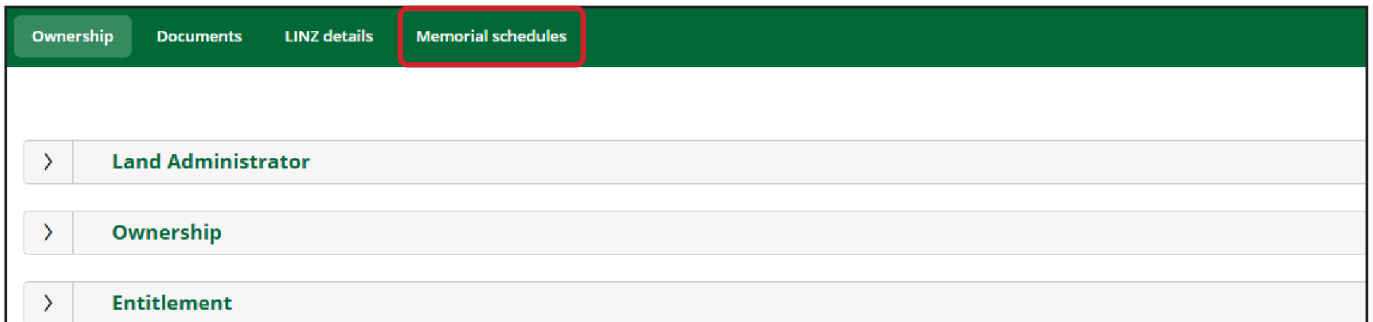 Ownership Documents LINZ details Memorial schedules
Land Administrator
Ownership
Entitlement